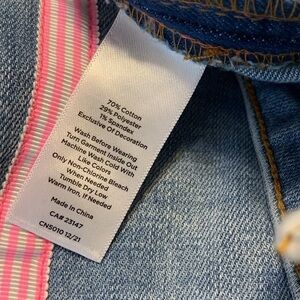 70% Cotton
29% Polyester
1% Spandex
Exclusive Of Decoration
Wash Before Wearing
Turn Garment Inside Out
Machine Wash Cold With
Like Colors
Only Non-Chlorine Bleach
When Needed
Tumble Dry Low
Warm Iron, If Needed
Made In China
CA# 23147
CNS010 12/21